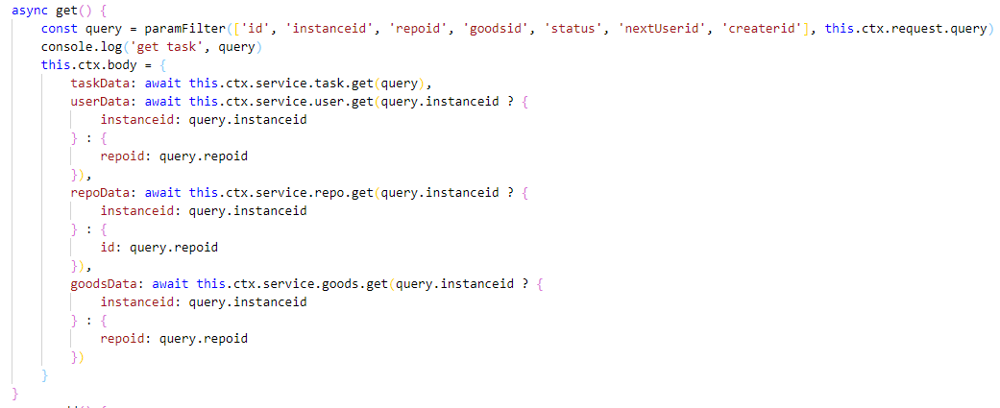 async get() {
    const query = paramFilter(['id', 'instanceid', 'repoid', 'goodsid', 'status', 'nextUserid', 'createrid'], this.ctx.request.query)
    console.log('get task', query)
    this.ctx.body = {
        taskData: await this.ctx.service.task.get(query),
        userData: await this.ctx.service.user.get(query.instanceid ? {
            instanceid: query.instanceid
        } : {
            repoid: query.repoid
        }),
        repoData: await this.ctx.service.repo.get(query.instanceid ? {
            instanceid: query.instanceid
        } : {
            id: query.repoid
        }),
        goodsData: await this.ctx.service.goods.get(query.instanceid ? {
            instanceid: query.instanceid
        } : {
            repoid: query.repoid
        })
    }
}